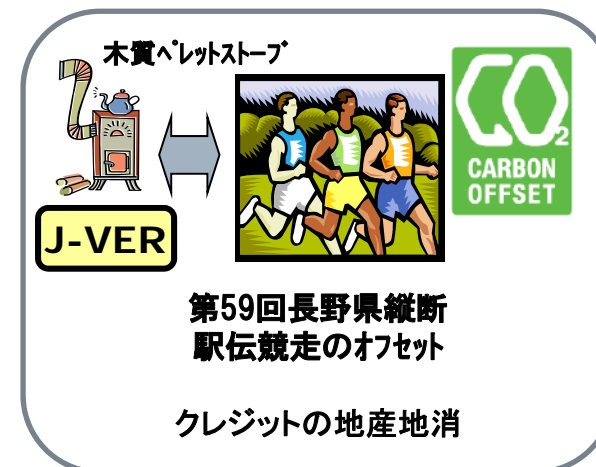 木質ﾍﾟﾚｯﾄｽﾄｰﾌﾞ
CO2
CARBON
OFFSET
J-VER
第59回長野県縦断
駅伝競走のｵﾌｾｯﾄ
クレジットの地産地消